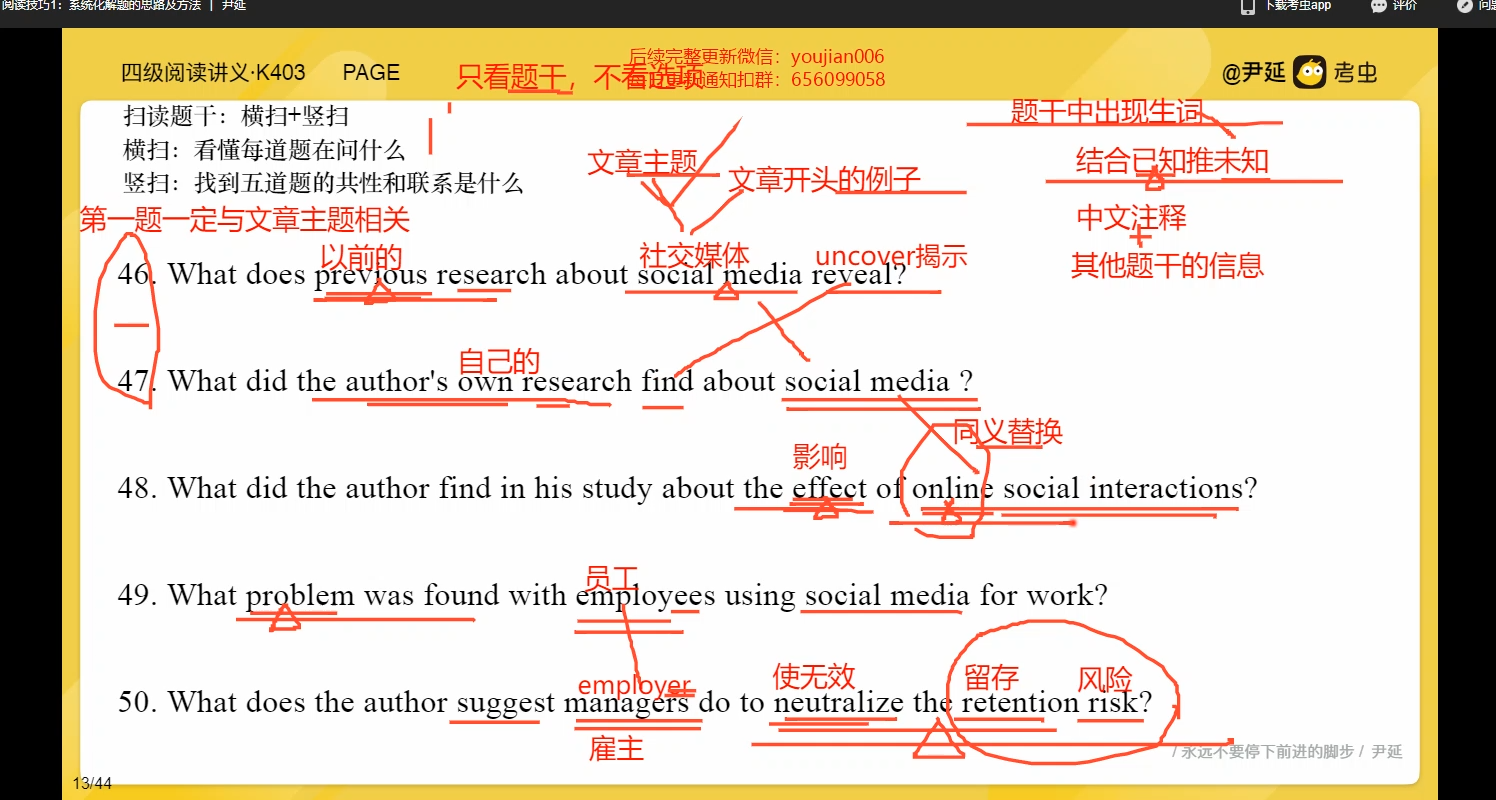 阅读技巧1：系统化解题的思路及方法 | 尹延
下载考虫app
评价
问题
四级阅读讲义·K403 PAGE
只看题干，不看选项
后续完整更新微信：youjian006
通知扣群：656099058
@尹延
考虫
扫读题干：横扫+竖扫
横扫：看懂每道题在问什么
竖扫：找到五道题的共性和联系是什么
文章主题
文章开头的例子
题干中出现生词
结合已知推未知
中文注释
+
其他题干的信息
第一题一定与文章主题相关
以前的
社交媒体
uncover揭示
46. What does previous research about social media reveal?
自己的
47. What did the author's own research find about social media ?
影响
同义替换
48. What did the author find in his study about the effect of online social interactions?
员工
49. What problem was found with employees using social media for work?
employer
使无效
留存
风险
50. What does the author suggest managers do to neutralize the retention risk?
雇主
/ 永远不要停下前进的脚步 / 尹延
13/44